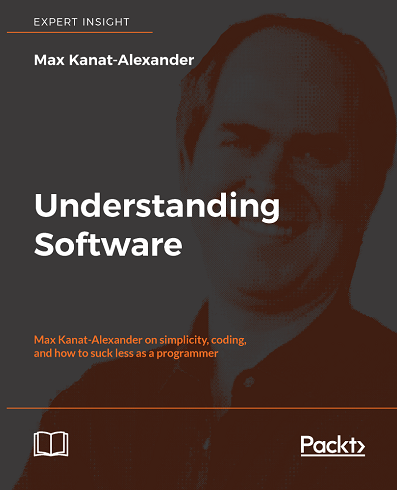 EXPERT INSIGHT
Max Kanat-Alexander
Understanding
Software
Max Kanat-Alexander on simplicity, coding,
and how to suck less as a programmer
Packt>